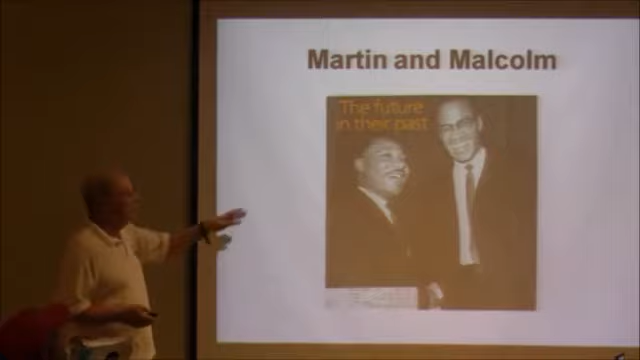 Martin and Malcolm
The future
in their past